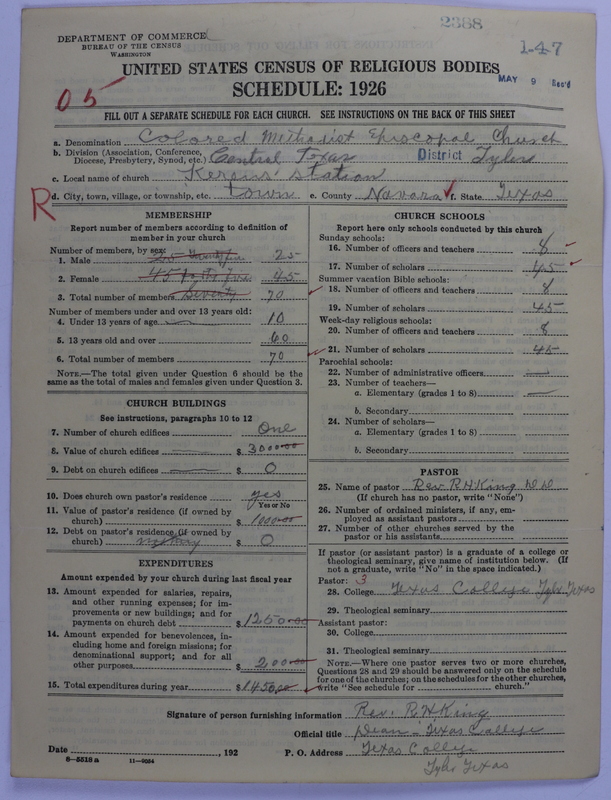 2388
DEPARTMENT OF COMMERCE
BUREAU OF THE CENSUS
WASHINGTON
1-47
UNITED STATES CENSUS OF RELIGIOUS BODIES
MAY 9 Rec'd
SCHEDULE: 1926
05
FILL OUT A SEPARATE SCHEDULE FOR EACH CHURCH. SEE INSTRUCTIONS ON THE BACK OF THIS SHEET
a. Denomination Colored Methodist Episcopal Church
b. Division (Association, Conference, Diocese, Presbytery, Synod, etc.) Central Texas District Tyler
c. Local name of church Station
R
d. City, town, village, or township, etc. town e. County Navaro f. State Texas
MEMBERSHIP
Report number of members according to definition of
member in your church
Number of members, by sex:
1. Male 25
2. Female 45 forty five 45
3. Total number of members Seventy 70
Number of members under and over 13 years old:
4. Under 13 years of age 10
5. 13 years old and over 60
6. Total number of members 70
NOTE.—The total given under Question 6 should be
same as the total of males and females given under Question 3.
CHURCH BUILDINGS
See instructions, paragraphs 10 to 12
7. Number of church edifices One
8. Value of church edifices $ 3000.00
9. Debt on church edifices $ 0
10. Does church own pastor's residence yes
Yes or No
11. Value of pastor's residence (if owned by
church) $ 1000.00
12. Debt on pastor's residence (if owned by
church) nothing $ 0
EXPENDITURES
Amount expended by your church during last fiscal year
13. Amount expended for salaries, repairs,
and other running expenses; for im-
provements or new buildings; and for
payments on church debt $ 1250.00
14. Amount expended for benevolences, in-
cluding home and foreign missions; for
denominational support; and for all
other purposes $ 200.00
15. Total expenditures during year $ 1450.00
CHURCH SCHOOLS
Report here only schools conducted by this church
Sunday schools:
16. Number of officers and teachers 8
17. Number of scholars 45
Summer vacation Bible schools:
18. Number of officers and teachers 8
19. Number of scholars 45
Week-day religious schools:
20. Number of officers and teachers 8
21. Number of scholars 45
Parochial schools:
22. Number of administrative officers
23. Number of teachers—
a. Elementary (grades 1 to 8)
b. Secondary
24. Number of scholars—
a. Elementary (grades 1 to 8)
b. Secondary
PASTOR
25. Name of pastor Rev. R H King D D
(If church has no pastor, write "None")
26. Number of ordained ministers, if any, em-
ployed as assistant pastors
27. Number of other churches served by the
pastor or his assistants
If pastor (or assistant pastor) is a graduate of a college or
theological seminary, give name of institution below. (If
not a graduate, write "No" in the space indicated.)
Pastor: 3
28. College Texas College Tyler Texas
29. Theological seminary
Assistant pastor:
30. College
31. Theological seminary
NOTE.—Where one pastor serves two or more churches,
Questions 28 and 29 should be answered only on the schedule
for one of the churches; on the schedules for the other churches,
write "See schedule for church."
Signature of person furnishing information Rev. R H King
Official title Dean - Texas College
Date , 192 P. O. Address Texas College
8-5518a 11-9034 Tyler Texas